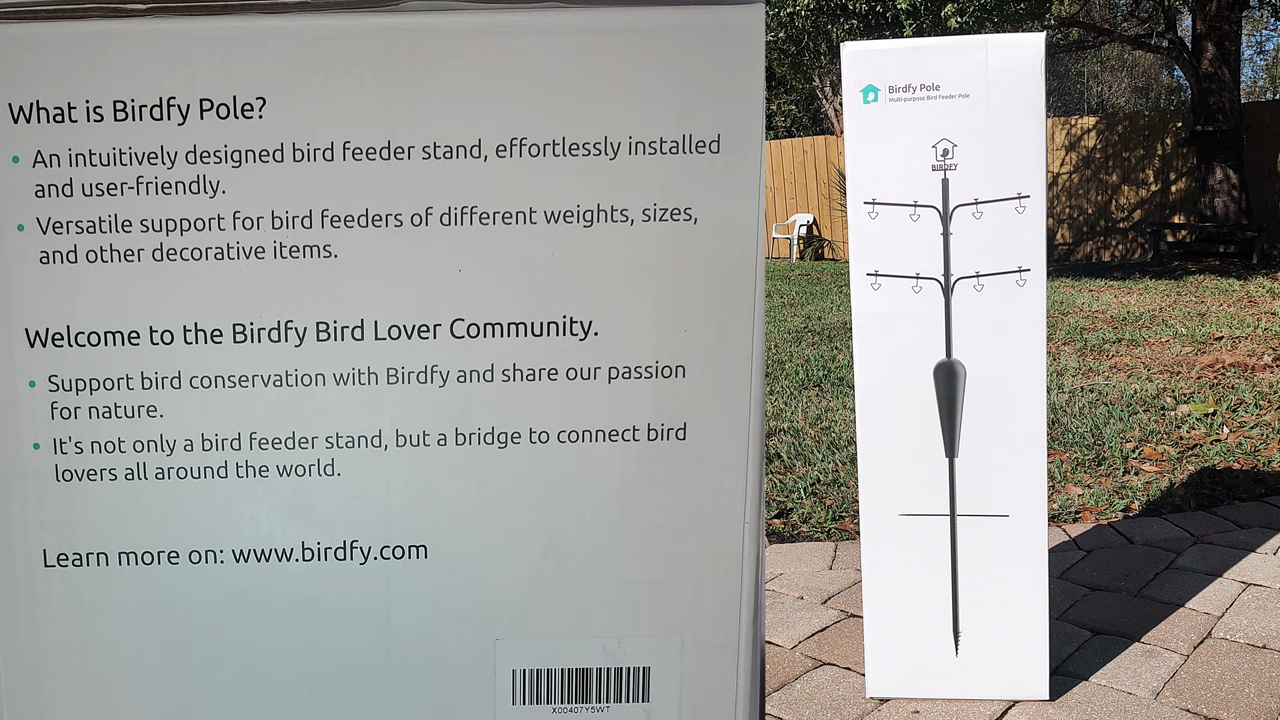 What is Birdfy Pole?
• An intuitively designed bird feeder stand, effortlessly installed
and user-friendly.
• Versatile support for bird feeders of different weights, sizes,
and other decorative items.
Welcome to the Birdfy Bird Lover Community.
• Support bird conservation with Birdfy and share our passion
for nature.
• It's not only a bird feeder stand, but a bridge to connect bird
lovers all around the world.
Learn more on: www.birdfy.com
X00407Y5WT
Birdfy Pole
Multi-purpose Bird Feeder Pole
BIRDFY